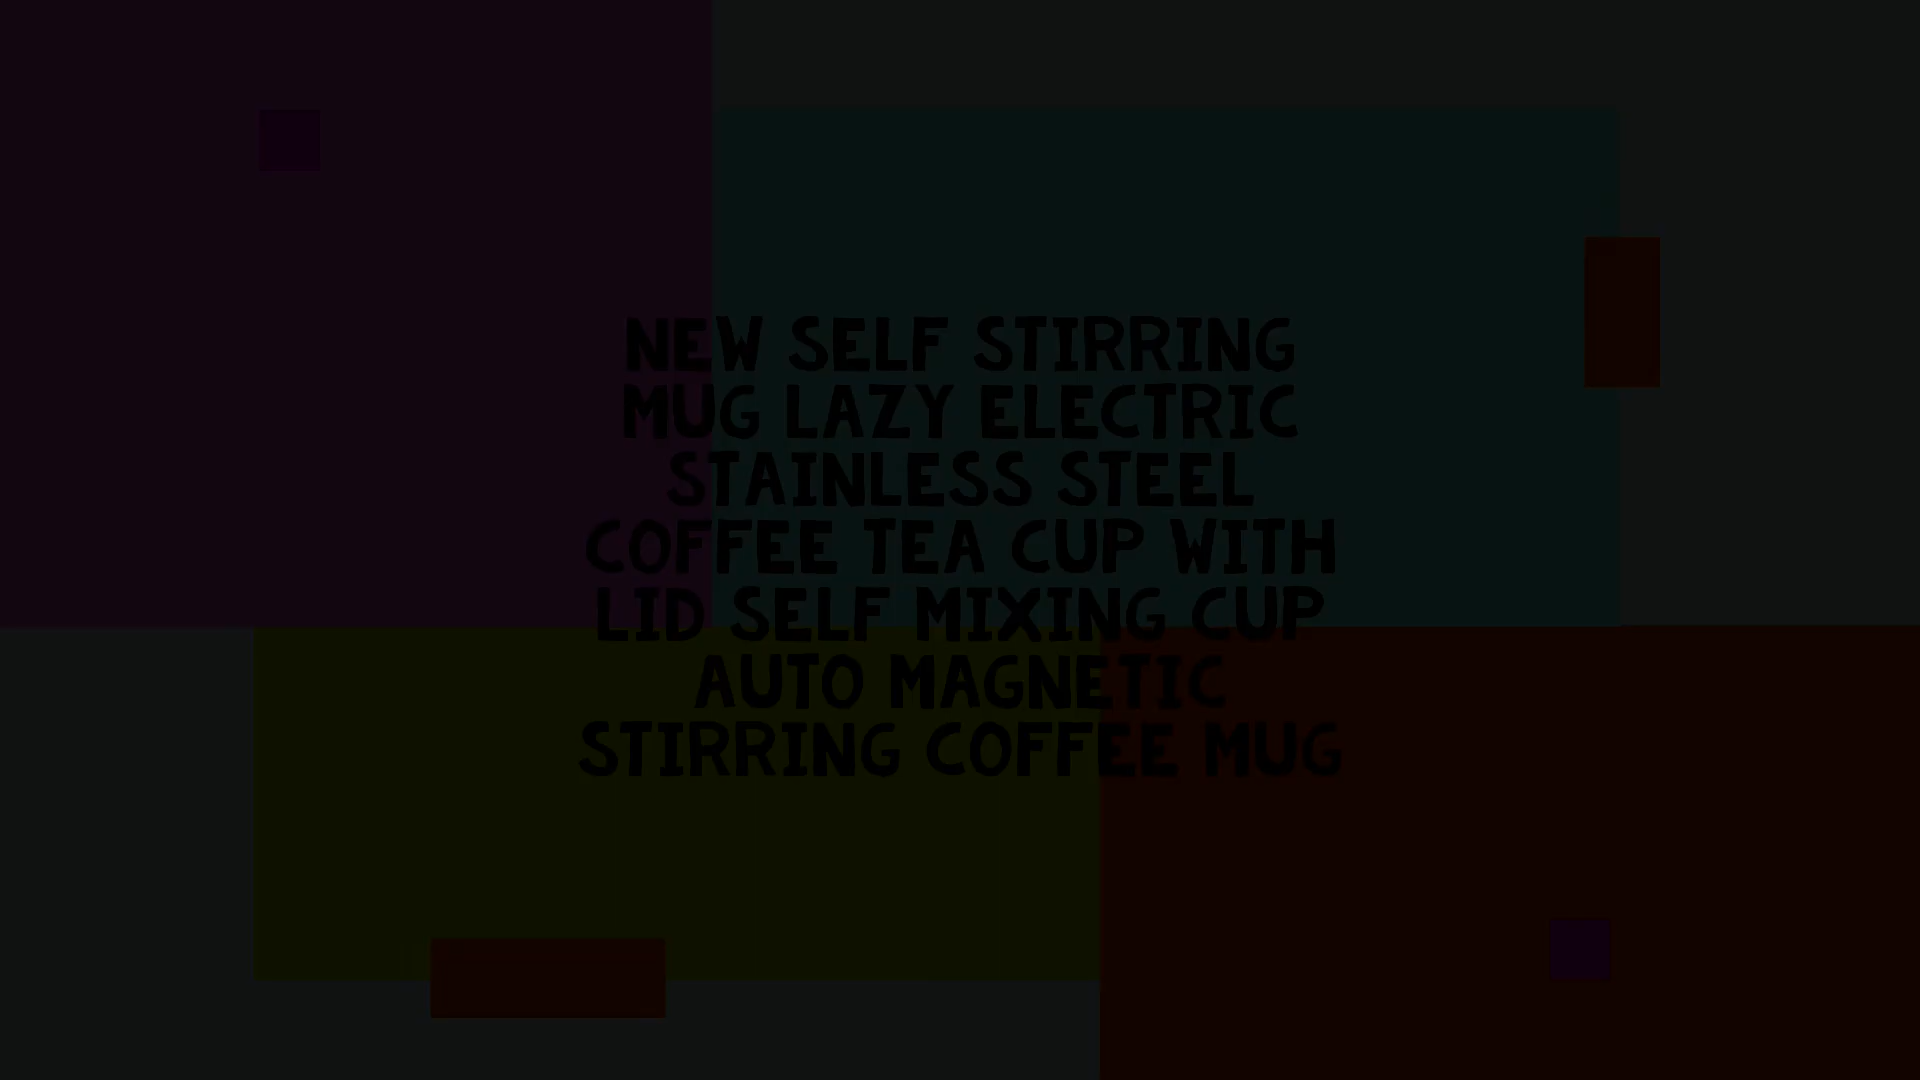 NEW SELF STIRRING
MUG LAZY ELECTRIC
STAINLESS STEEL
COFFEE TEA CUP WITH
LID SELF MIXING CUP
AUTO MAGNETIC
STIRRING COFFEE MUG